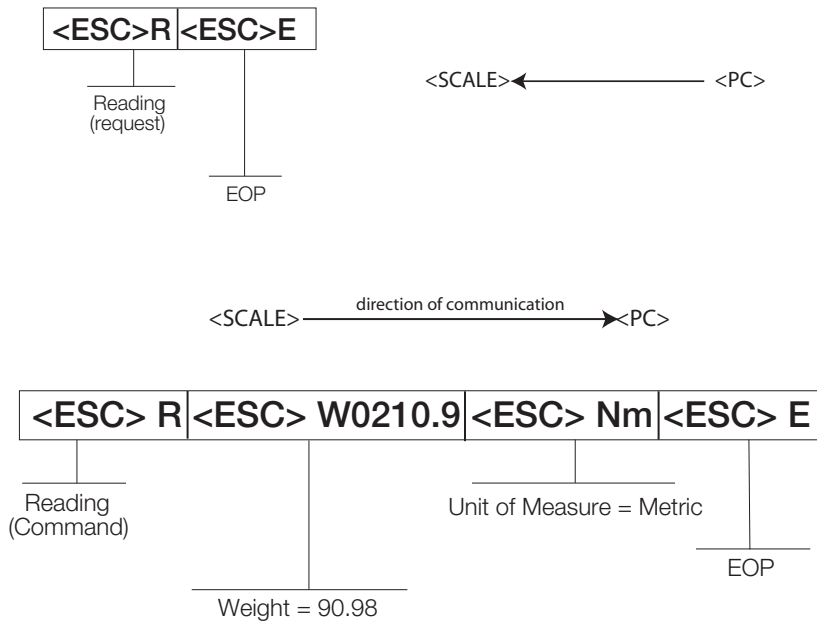 <ESC>R <ESC>E
Reading
(request)
EOP
<SCALE> <PC>
direction of communication
<SCALE> <PC>
<ESC> R <ESC> W0210.9 <ESC> Nm <ESC> E
Reading
(Command)
Weight = 90.98
Unit of Measure = Metric
EOP